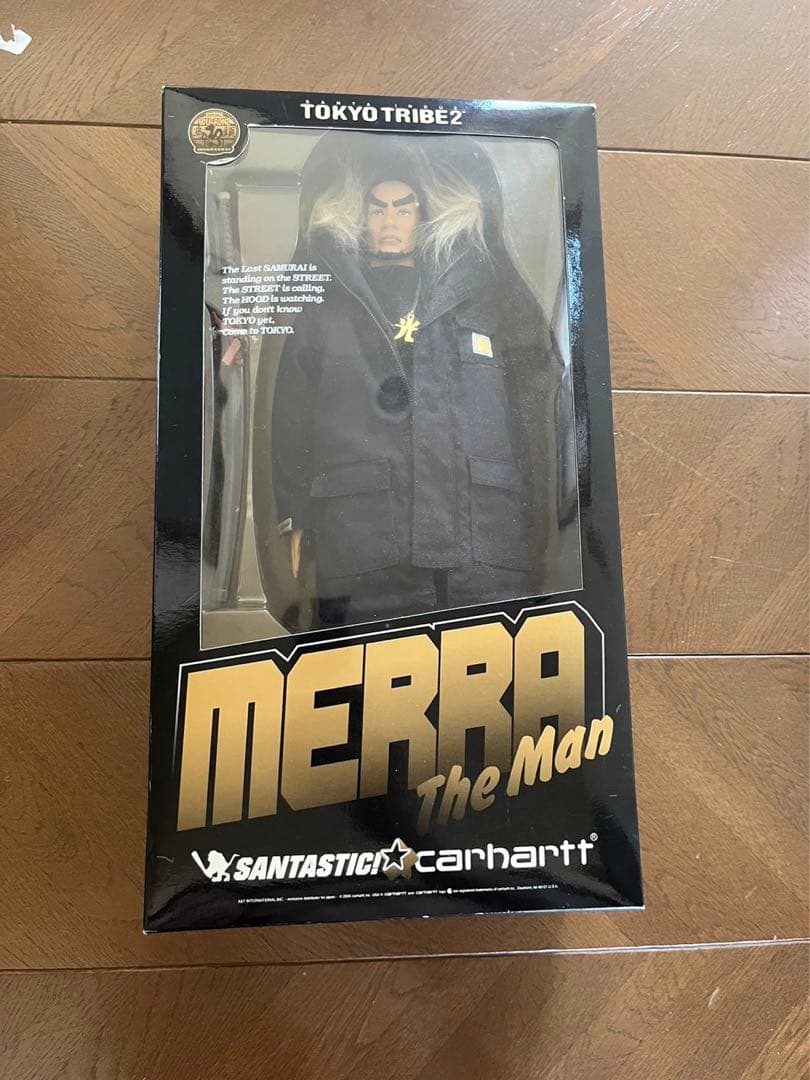 TOKYO TRIBE2
The Last SAMURAI is
standing on the STREET.
The STREET is calling,
The HOOD is watching.
If you don't know
TOKYO yet,
Come to TOKYO.
MERRA
The Man
SANTASTIC!☆carhartt®